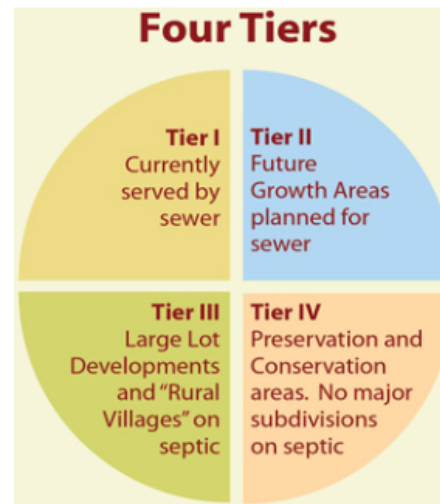 Four Tiers
Tier I
Currently
served by
sewer
Tier II
Future
Growth Areas
planned for
sewer
Tier III
Large Lot
Developments
and “Rural
Villages” on
septic
Tier IV
Preservation and
Conservation
areas. No major
subdivisions
on septic